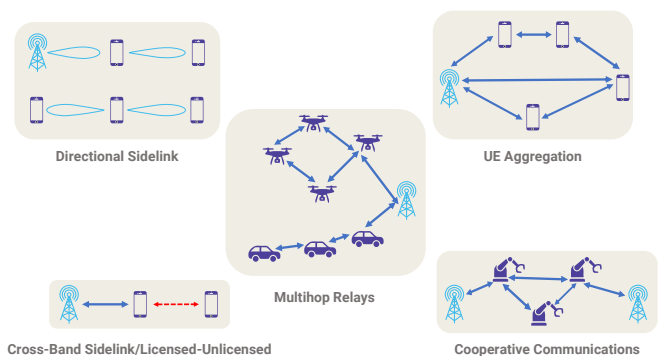 Directional Sidelink
UE Aggregation
Multihop Relays
Cross-Band Sidelink/Licensed-Unlicensed
Cooperative Communications